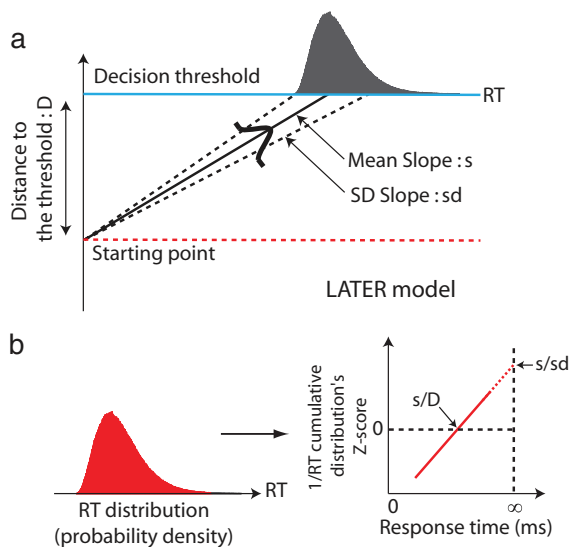 a
Decision threshold
RT
Distance to
the threshold : D
Mean Slope : s
SD Slope : sd
Starting point
LATER model
b
RT
RT distribution
(probability density)
1/RT cumulative
distribution's
Z-score
s/sd
s/D
0
0
∞
Response time (ms)